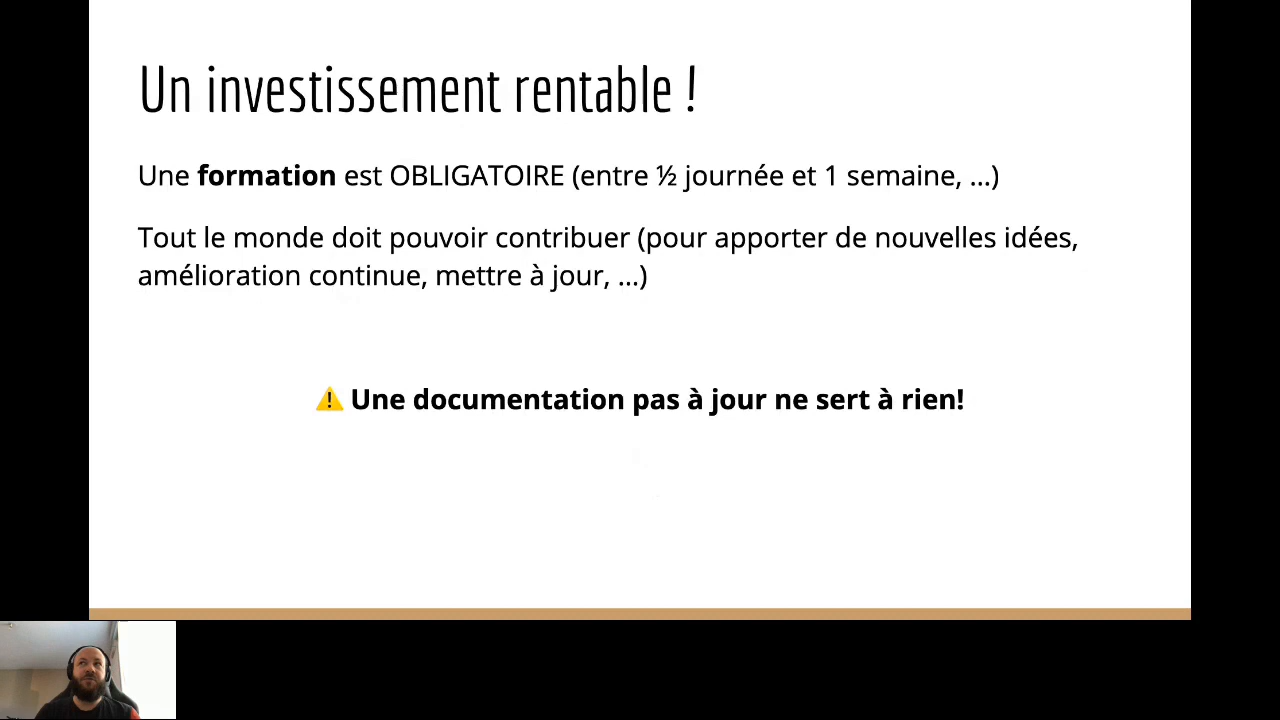 Un investissement rentable !
Une formation est OBLIGATOIRE (entre ½ journée et 1 semaine, ...)
Tout le monde doit pouvoir contribuer (pour apporter de nouvelles idées,
amélioration continue, mettre à jour, ...)
⚠️ Une documentation pas à jour ne sert à rien!